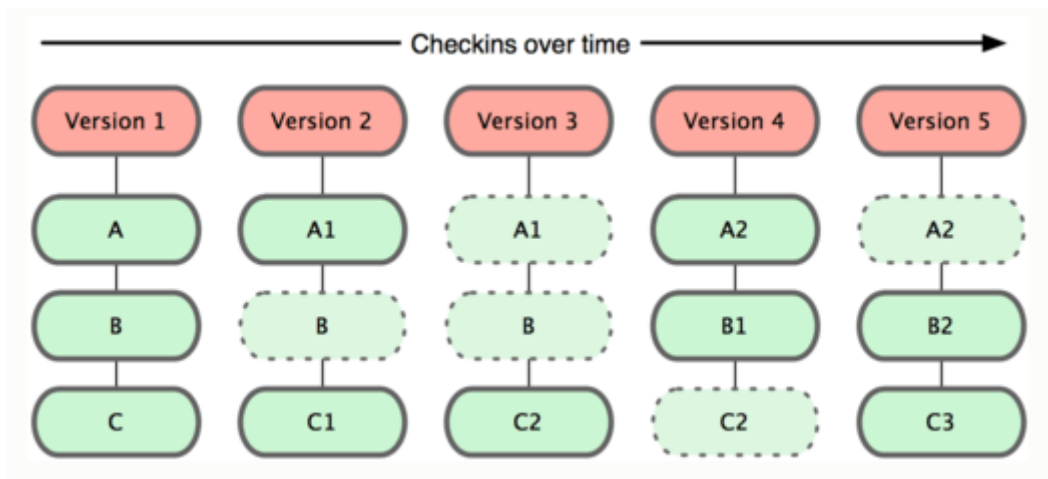 Checkins over time
Version 1 Version 2 Version 3 Version 4 Version 5
A A1 A1 A2 A2
B B B B1 B2
C C1 C2 C2 C3